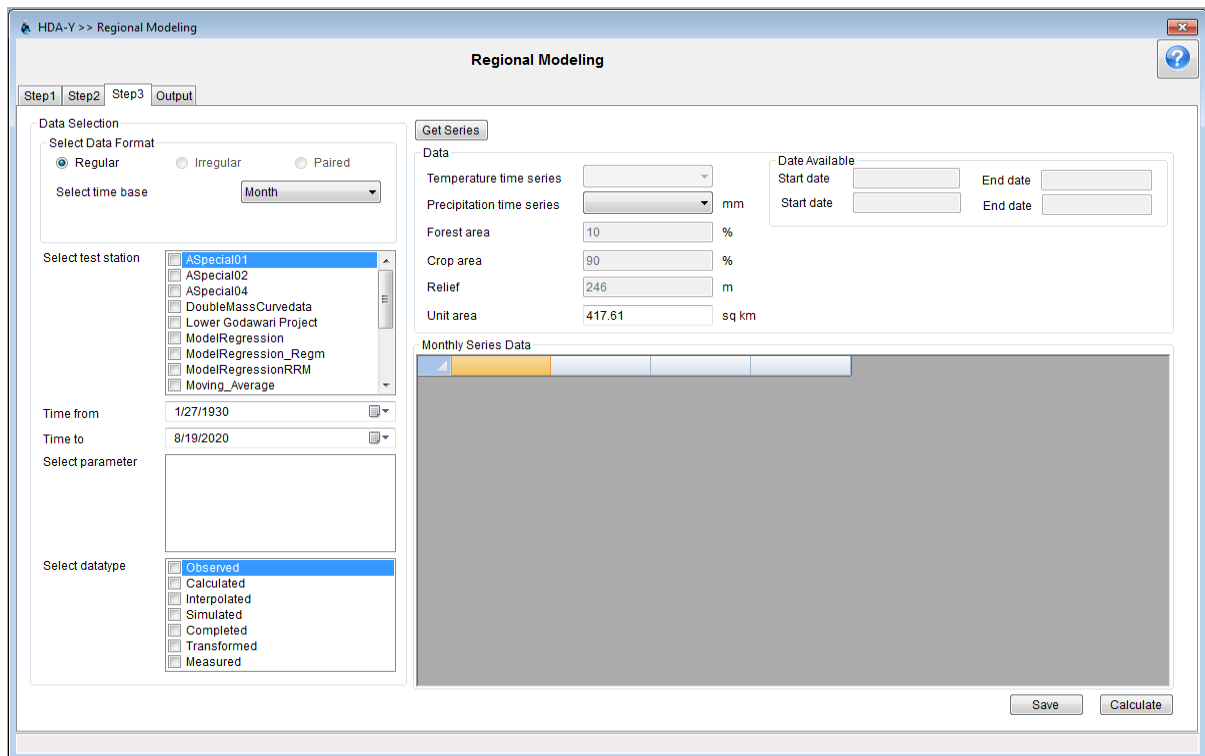 HDA-Y >> Regional Modeling
Regional Modeling
Step1 Step2 Step3 Output
Data Selection
Select Data Format
Regular Irregular Paired
Select time base Month
Select test station
ASpecial01
ASpecial02
ASpecial04
DoubleMassCurvedata
Lower Godawari Project
ModelRegression
ModelRegression_Regm
ModelRegressionRRM
Moving_Average
Time from 1/27/1930
Time to 8/19/2020
Select parameter
Select datatype
Observed
Calculated
Interpolated
Simulated
Completed
Transformed
Measured
Get Series
Data
Temperature time series
Precipitation time series mm
Forest area 10 %
Crop area 90 %
Relief 246 m
Unit area 417.61 sq km
Date Available
Start date End date
Start date End date
Monthly Series Data
Save Calculate